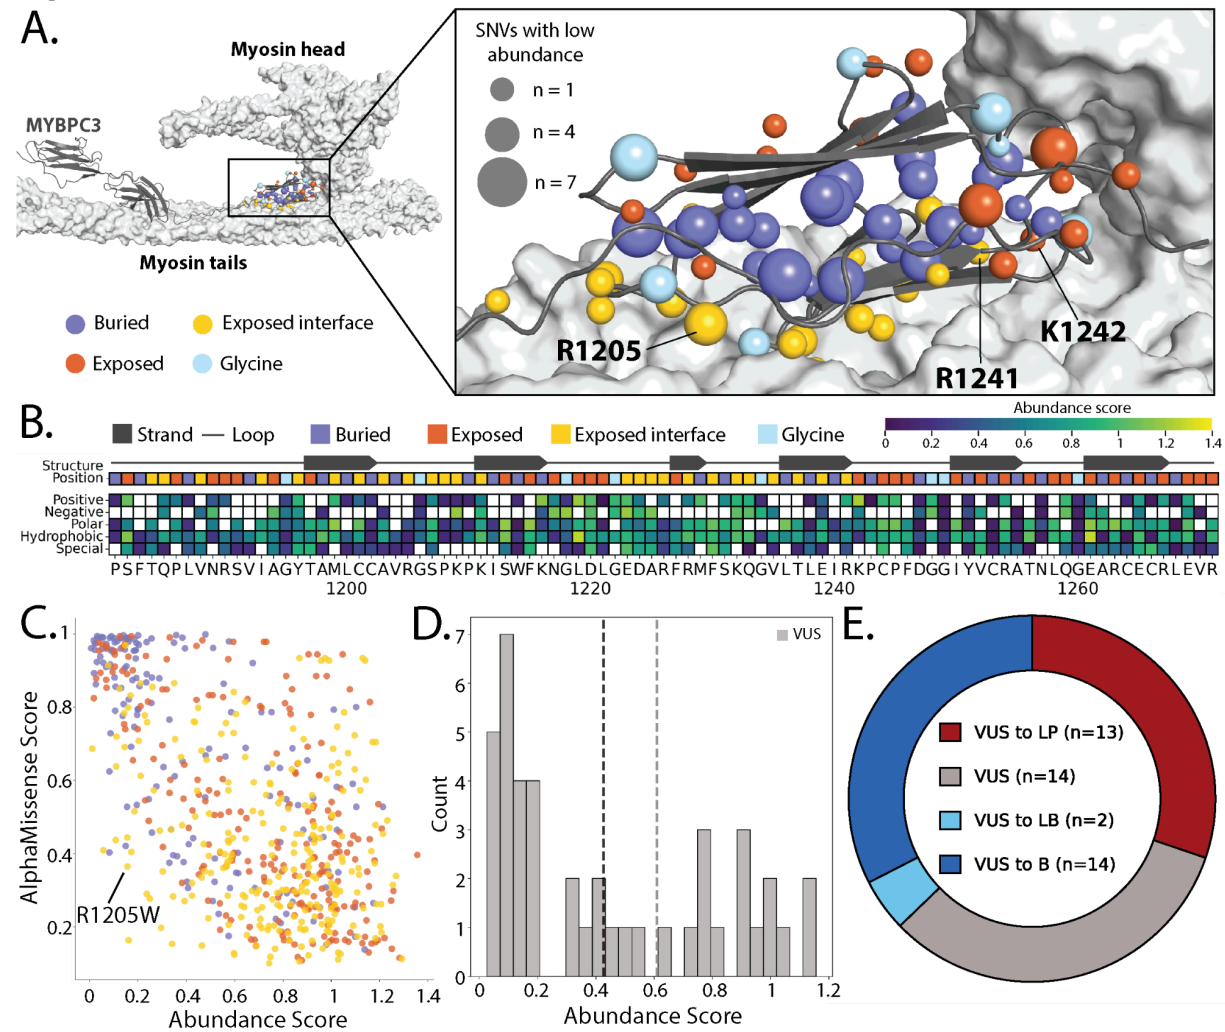 A.
Myosin head
MYBPC3
Myosin tails
Buried
Exposed interface
Exposed
Glycine
SNVs with low
abundance
n = 1
n = 4
n = 7
R1205
R1241
K1242
B.
Strand
Loop
Buried
Exposed
Exposed interface
Glycine
Abundance score
0 0.2 0.4 0.6 0.8 1 1.2 1.4
Structure
Position
Positive
Negative
Polar
Hydrophobic
Special
PSFTQPLVNRSVIAGYTAMLCCAVRGSPKPKISWFKNGLDLGEDARFRMFSKQGVLTLEIRKPCPFDGGIYVCRATNLQGEARCECRLEVR
1200 1220 1240 1260
C.
AlphaMissense Score
1
0.8
0.6
0.4
0.2
R1205W
0 0.2 0.4 0.6 0.8 1 1.2 1.4
Abundance Score
D.
VUS
Count
7
6
5
4
3
2
1
0
0 0.2 0.4 0.6 0.8 1 1.2
Abundance Score
E.
VUS to LP (n=13)
VUS (n=14)
VUS to LB (n=2)
VUS to B (n=14)